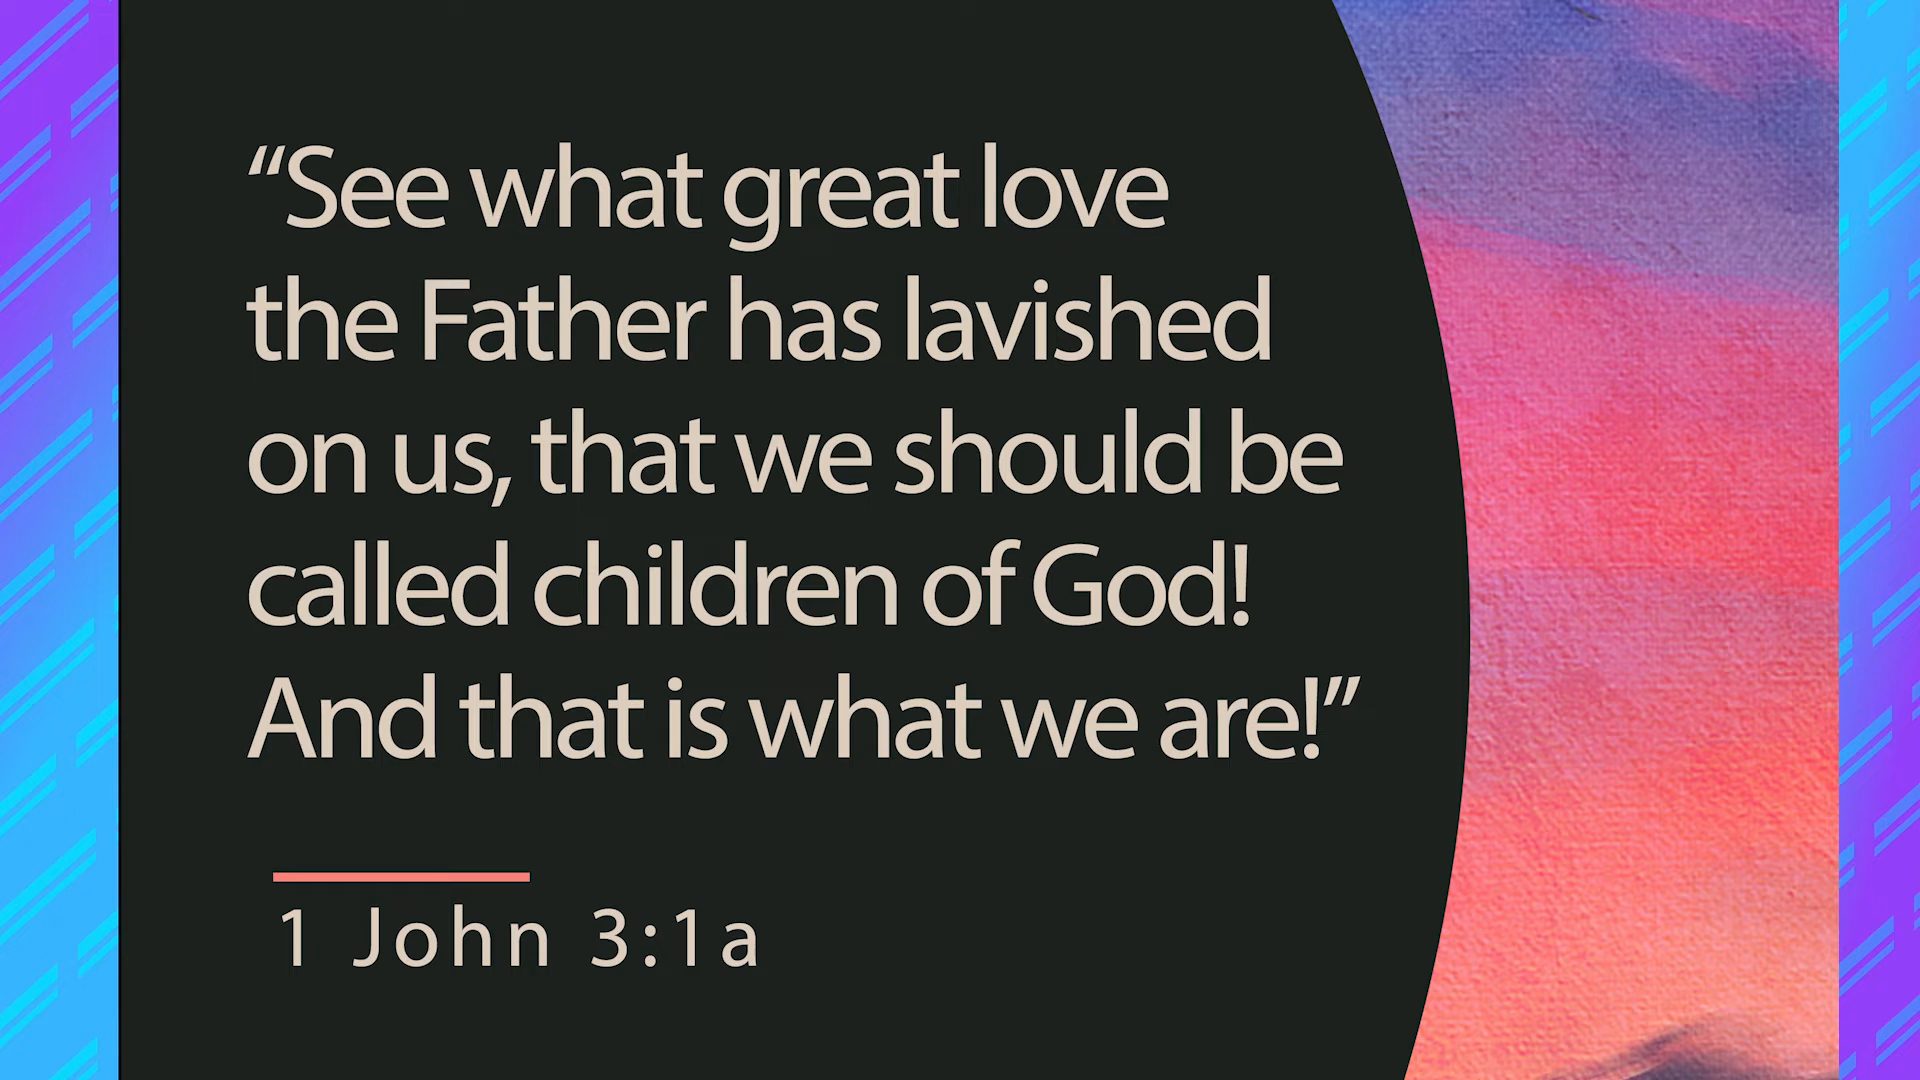 “See what great love
the Father has lavished
on us, that we should be
called children of God!
And that is what we are!”
1 John 3:1a